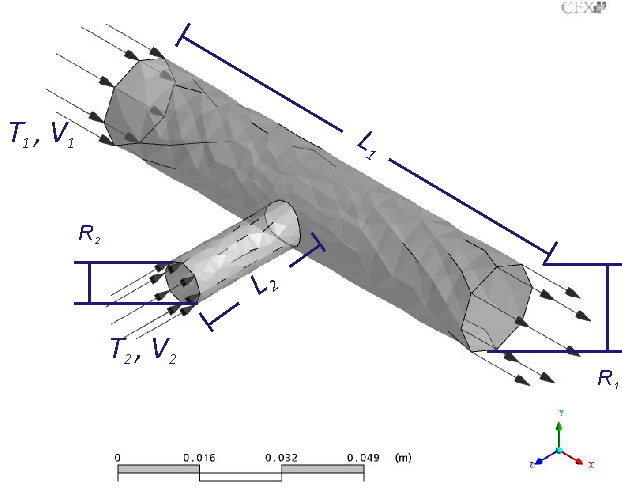 CFX
T1, V1
L1
R2
L2
T2, V2
R1
Y
Z
X
0 0.016 0.032 0.049 (m)